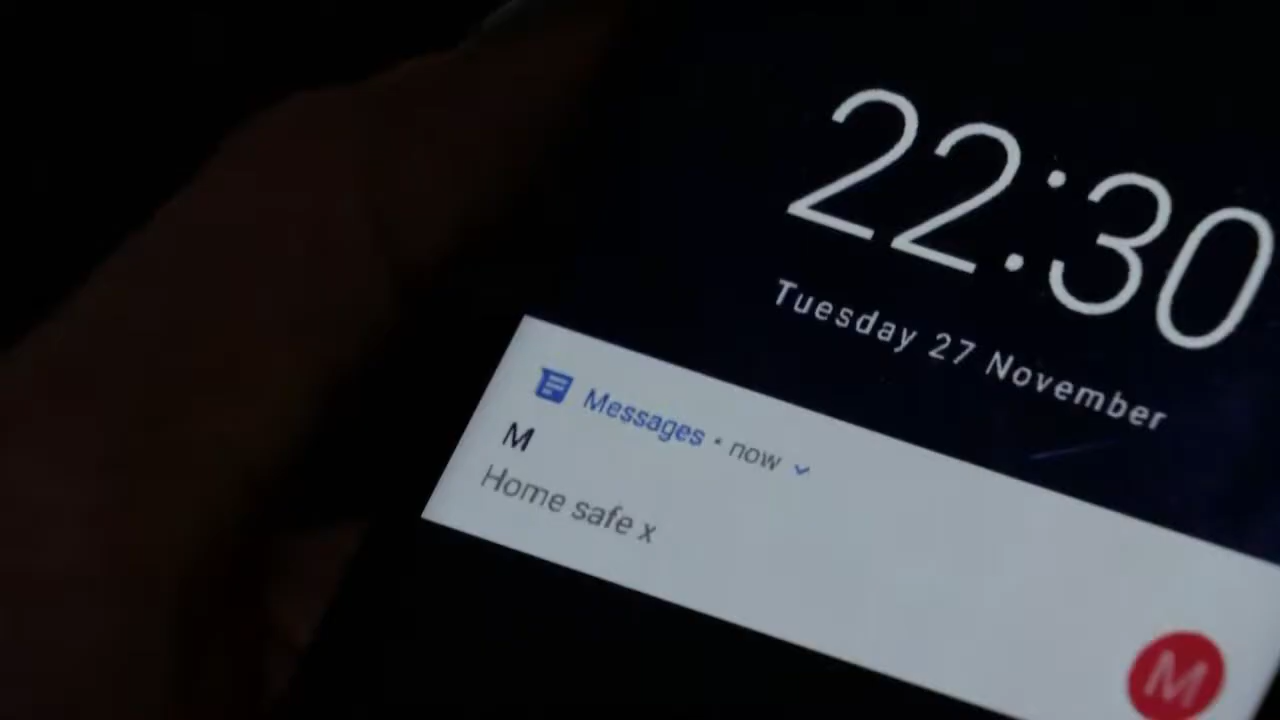 22:30
Tuesday 27 November
Messages • now
M
Home safe x
M